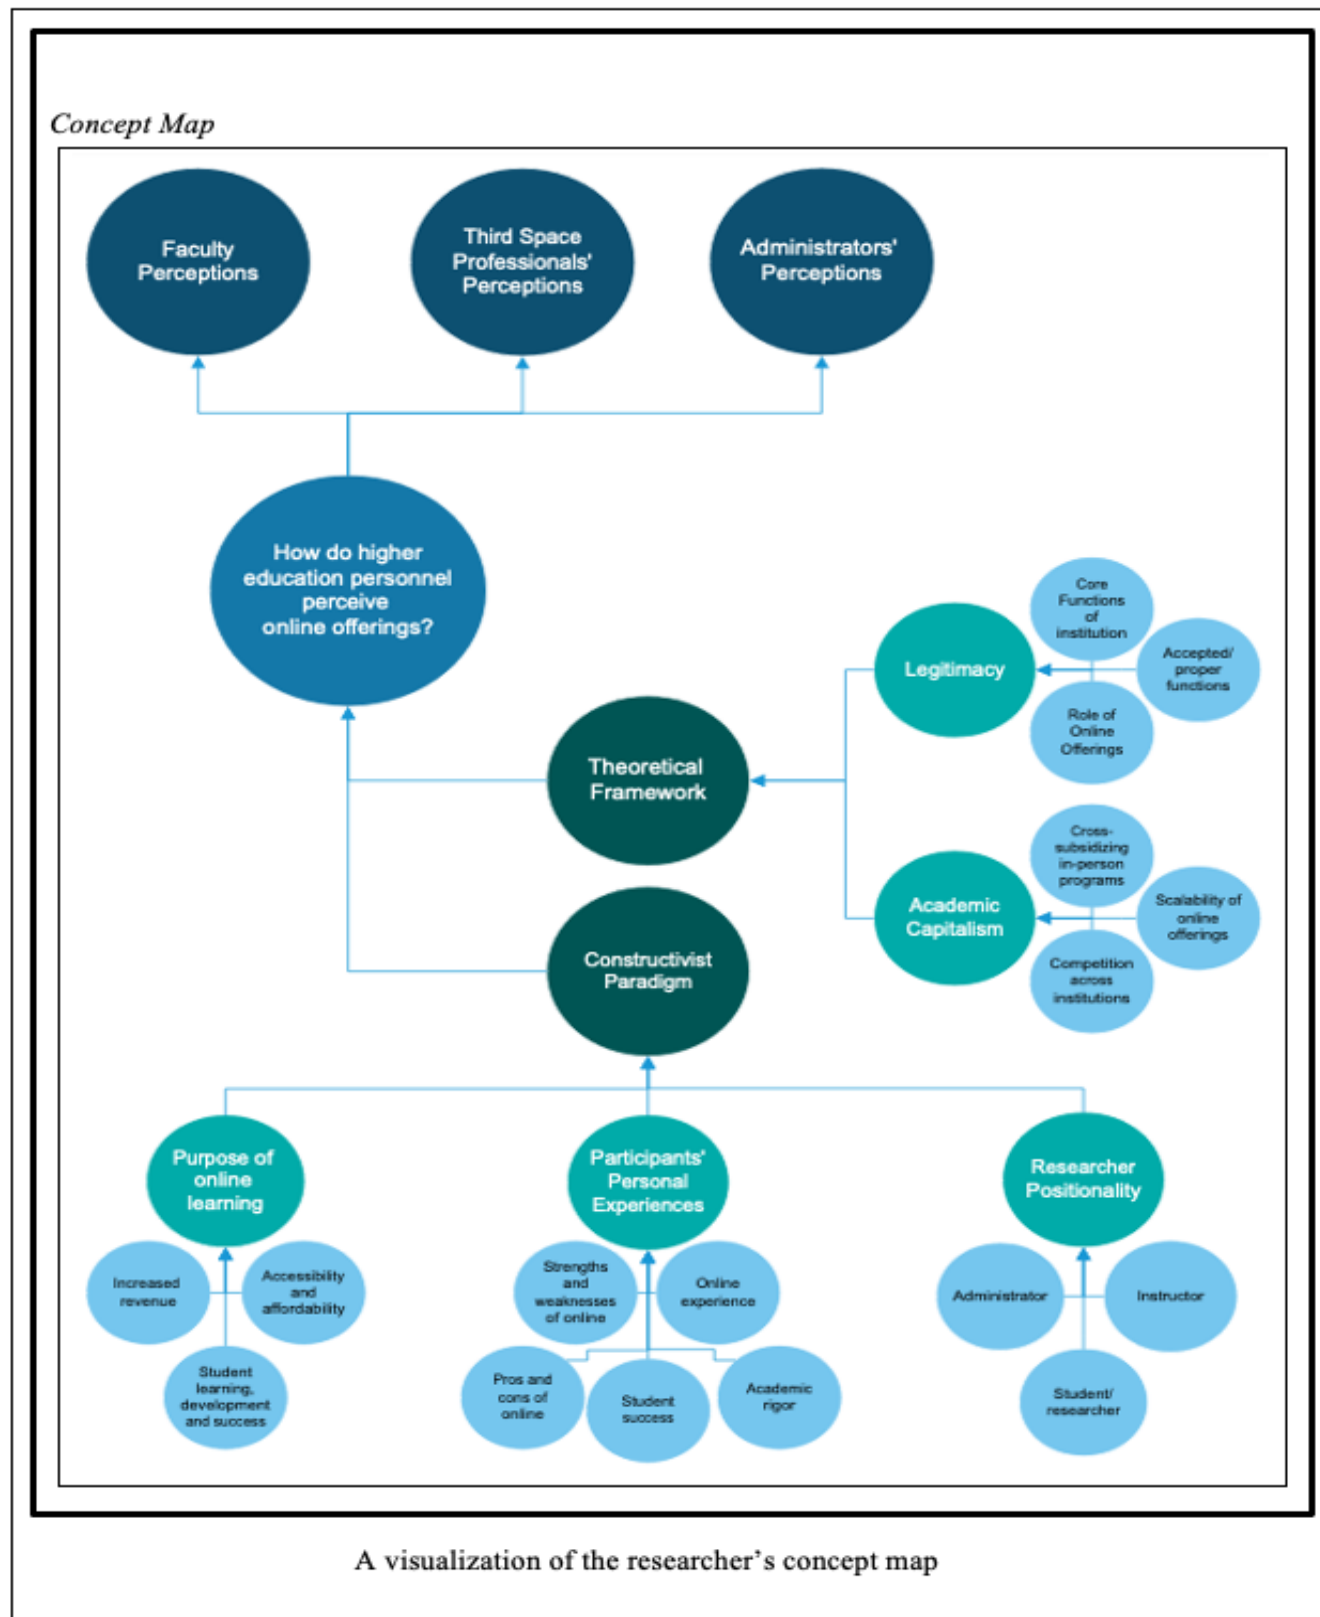 Concept Map
Faculty
Perceptions
Third Space
Professionals'
Perceptions
Administrators'
Perceptions
How do higher
education personnel
perceive
online offerings?
Core
Functions
of
institution
Legitimacy
Accepted/
proper
functions
Role of
Online
Offerings
Theoretical
Framework
Cross-
subsidizing
in-person
programs
Academic
Capitalism
Scalability of
online
offerings
Competition
across
institutions
Constructivist
Paradigm
Purpose of
online
learning
Participants'
Personal
Experiences
Researcher
Positionality
Increased
revenue
Accessibility
and
affordability
Student
learning,
development
and success
Strengths
and
weaknesses
of online
Online
experience
Pros and
cons of
online
Student
success
Academic
rigor
Administrator
Instructor
Student/
researcher
A visualization of the researcher's concept map